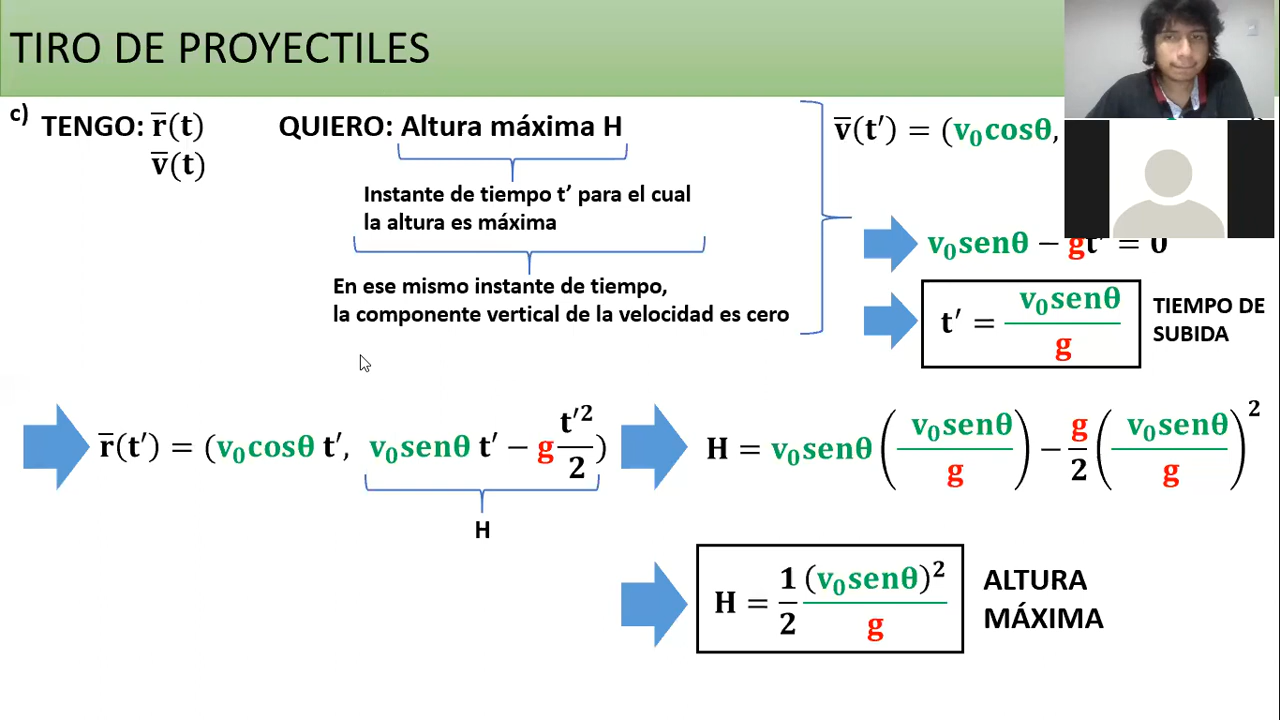 TIRO DE PROYECTILES
c) TENGO: r̅(t)
v̅(t)
QUIERO: Altura máxima H
Instante de tiempo t′ para el cual
la altura es máxima
En ese mismo instante de tiempo,
la componente vertical de la velocidad es cero
v̅(t′) = (v₀cosθ,
v₀senθ − gt′ = 0
t′ = v₀senθ / g
TIEMPO DE
SUBIDA
r̅(t′) = (v₀cosθ t′, v₀senθ t′ − g t′²/2)
H
H = v₀senθ (v₀senθ / g) − g/2 (v₀senθ / g)²
H = 1/2 (v₀senθ)² / g
ALTURA
MÁXIMA